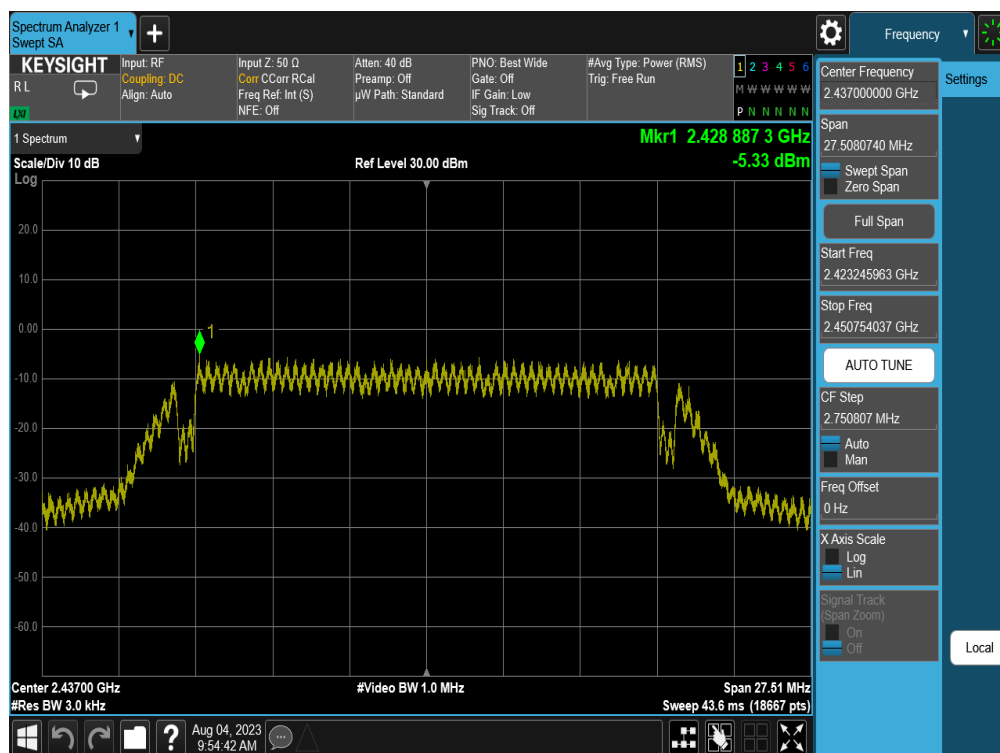 Spectrum Analyzer 1
Swept SA
+
Frequency
KEYSIGHT
R L
LXI
Input: RF
Coupling: DC
Align: Auto
Input Z: 50 Ω
Corr CCorr RCal
Freq Ref: Int (S)
NFE: Off
Atten: 40 dB
Preamp: Off
µW Path: Standard
PNO: Best Wide
Gate: Off
IF Gain: Low
Sig Track: Off
#Avg Type: Power (RMS)
Trig: Free Run
1 2 3 4 5 6
M W W W W W
P N N N N N
1 Spectrum
Scale/Div 10 dB
Log
Ref Level 30.00 dBm
Mkr1 2.428 887 3 GHz
-5.33 dBm
20.0
10.0
0.00
-10.0
-20.0
-30.0
-40.0
-50.0
-60.0
1
Center 2.43700 GHz
#Res BW 3.0 kHz
#Video BW 1.0 MHz
Span 27.51 MHz
Sweep 43.6 ms (18667 pts)
Center Frequency
2.437000000 GHz
Span
27.5080740 MHz
Swept Span
Zero Span
Full Span
Start Freq
2.423245963 GHz
Stop Freq
2.450754037 GHz
AUTO TUNE
CF Step
2.750807 MHz
Auto
Man
Freq Offset
0 Hz
X Axis Scale
Log
Lin
Signal Track
(Span Zoom)
On
Off
Settings
Local
?
Aug 04, 2023
9:54:42 AM